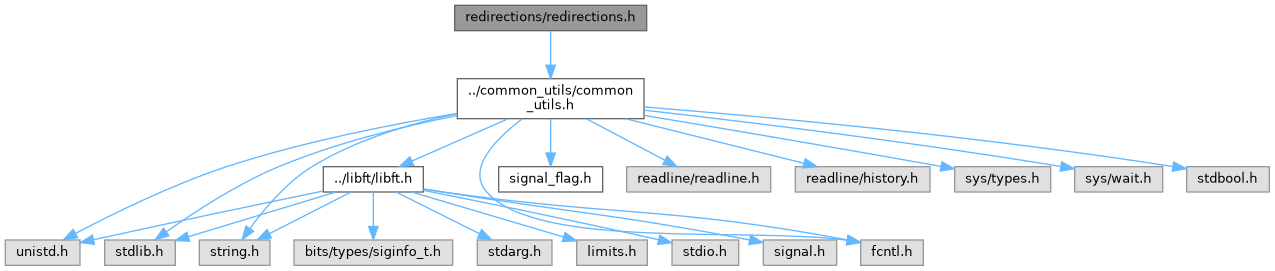 redirections/redirections.h
../common_utils/common
_utils.h
../libft/libft.h
signal_flag.h
readline/readline.h
readline/history.h
sys/types.h
sys/wait.h
stdbool.h
unistd.h
stdlib.h
string.h
bits/types/siginfo_t.h
stdarg.h
limits.h
stdio.h
signal.h
fcntl.h